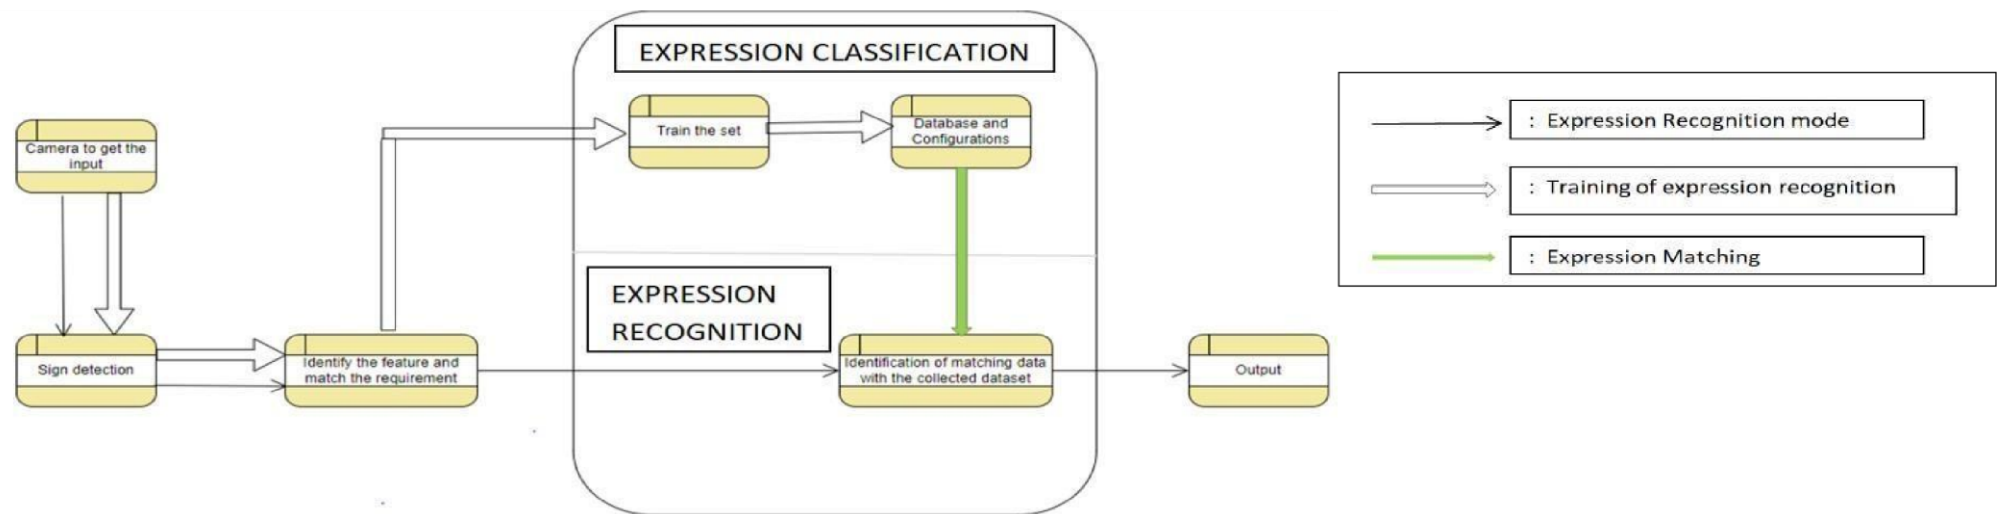 EXPRESSION CLASSIFICATION
Camera to get the
input
Train the set
Database and
Configurations
: Expression Recognition mode
: Training of expression recognition
: Expression Matching
EXPRESSION
RECOGNITION
Sign detection
Identify the feature and
match the requirement
Identification of matching data
with the collected dataset
Output